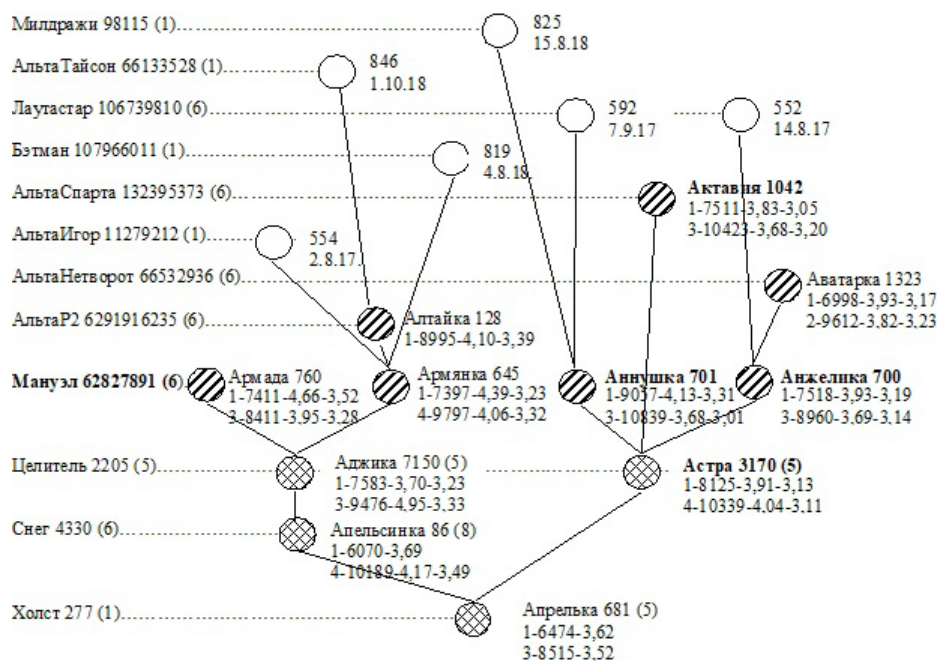 Милдражи 98115 (1)
825
15.8.18
АльтаТайсон 66133528 (1)
846
1.10.18
Лаутастар 106739810 (6)
592
7.9.17
552
14.8.17
Бэтман 107966011 (1)
819
4.8.18
АльтаСпарта 132395373 (6)
Актавия 1042
1-7511-3,83-3,05
3-10423-3,68-3,20
АльтаИгор 11279212 (1)
554
2.8.17
АльтаНетворот 66532936 (6)
Аватарка 1323
1-6998-3,93-3,17
2-9612-3,82-3,23
АльтаР2 6291916235 (6)
Алтайка 128
1-8995-4,10-3,39
Мануэл 62827891 (6)
Армада 760
1-7411-4,66-3,52
3-8411-3,95-3,28
Армянка 645
1-7397-4,39-3,23
4-9797-4,06-3,32
Аннушка 701
1-9057-4,13-3,31
3-10839-3,68-3,01
Анжелика 700
1-7518-3,93-3,19
3-8960-3,69-3,14
Целитель 2205 (5)
Аджика 7150 (5)
1-7583-3,70-3,23
3-9476-4,95-3,33
Астра 3170 (5)
1-8125-3,91-3,13
4-10339-4,04-3,11
Снег 4330 (6)
Апельсинка 86 (8)
1-6070-3,69
4-10189-4,17-3,49
Холст 277 (1)
Апрелька 681 (5)
1-6474-3,62
3-8515-3,52